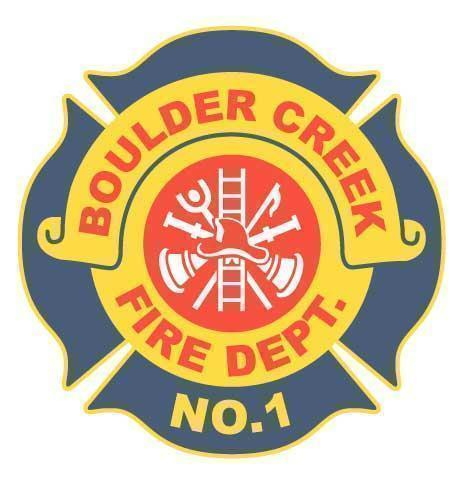 BOULDER CREEK
FIRE DEPT.
NO.1